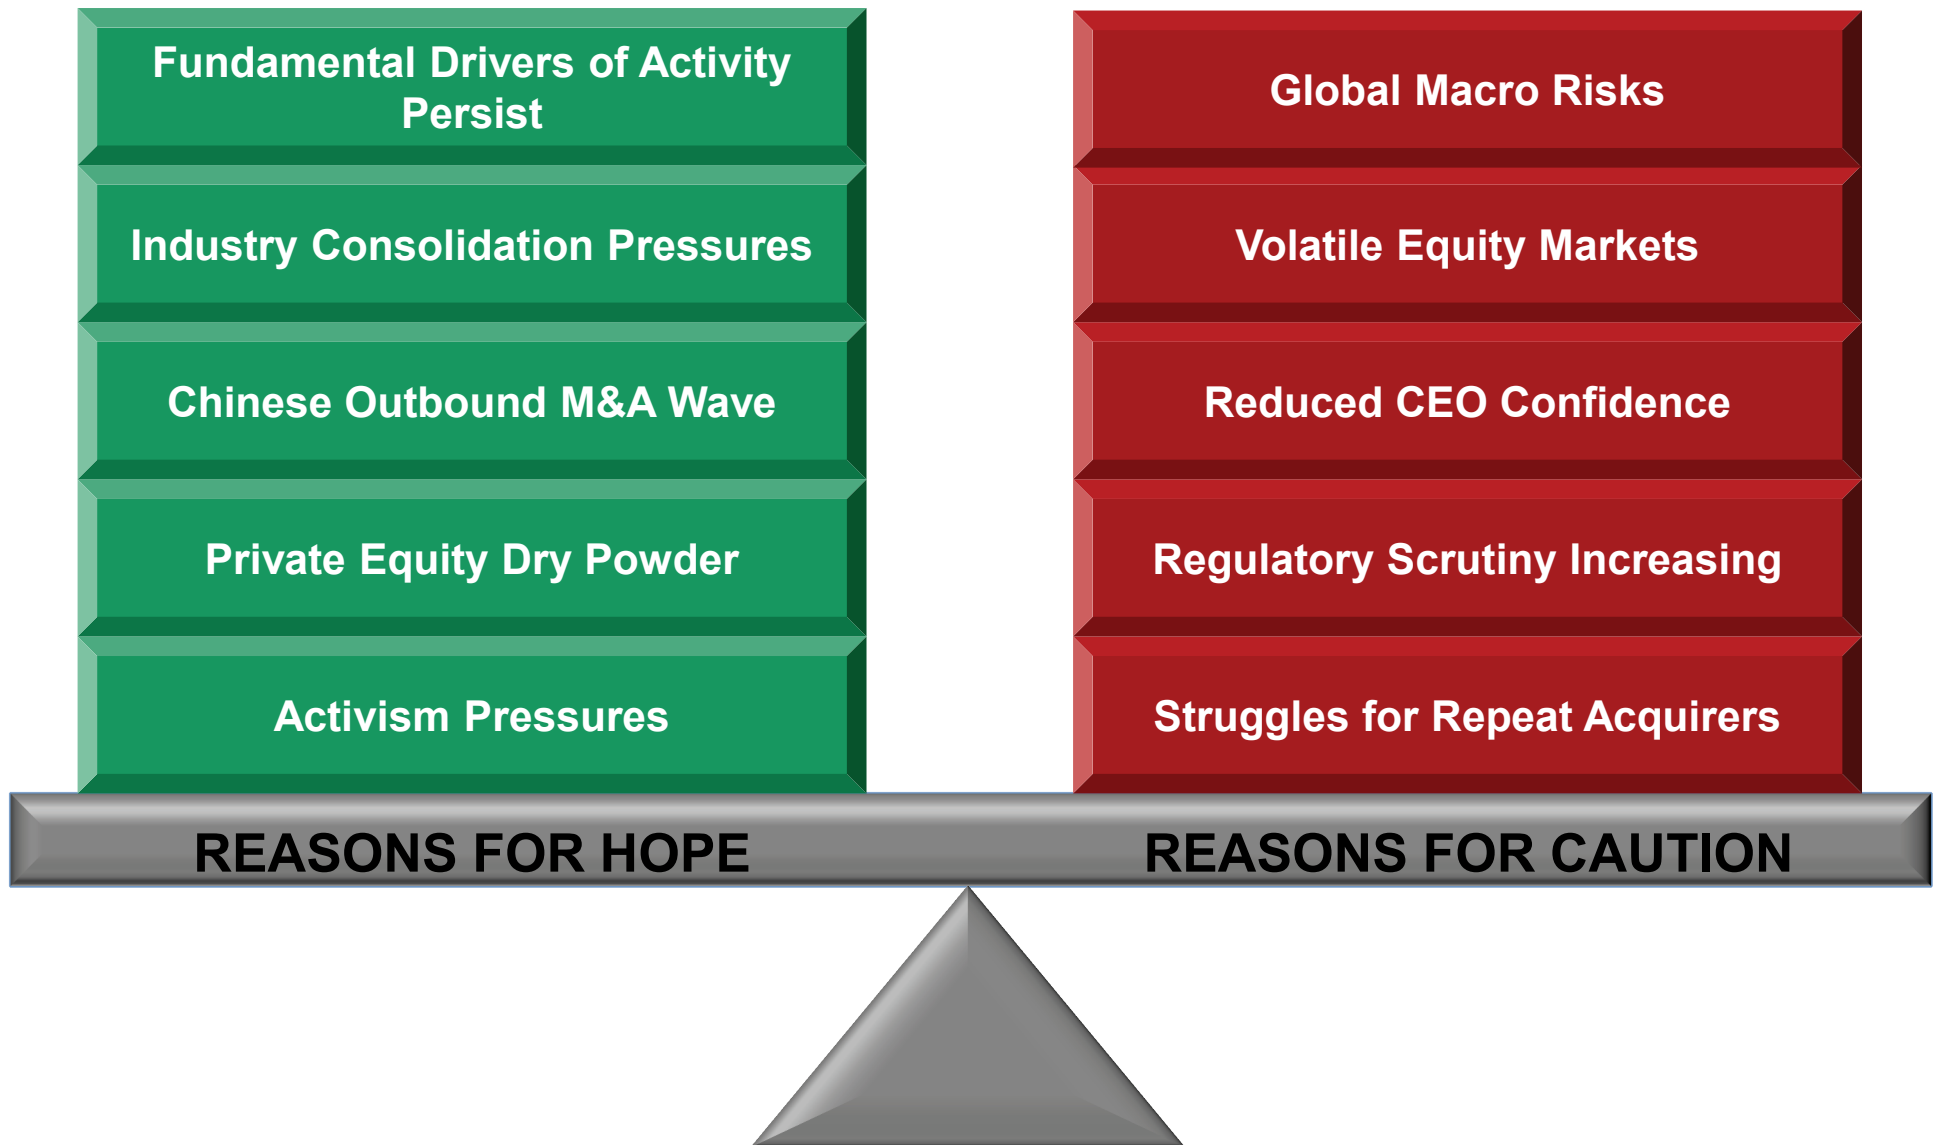 Fundamental Drivers of Activity
Persist
Industry Consolidation Pressures
Chinese Outbound M&A Wave
Private Equity Dry Powder
Activism Pressures
REASONS FOR HOPE
Global Macro Risks
Volatile Equity Markets
Reduced CEO Confidence
Regulatory Scrutiny Increasing
Struggles for Repeat Acquirers
REASONS FOR CAUTION